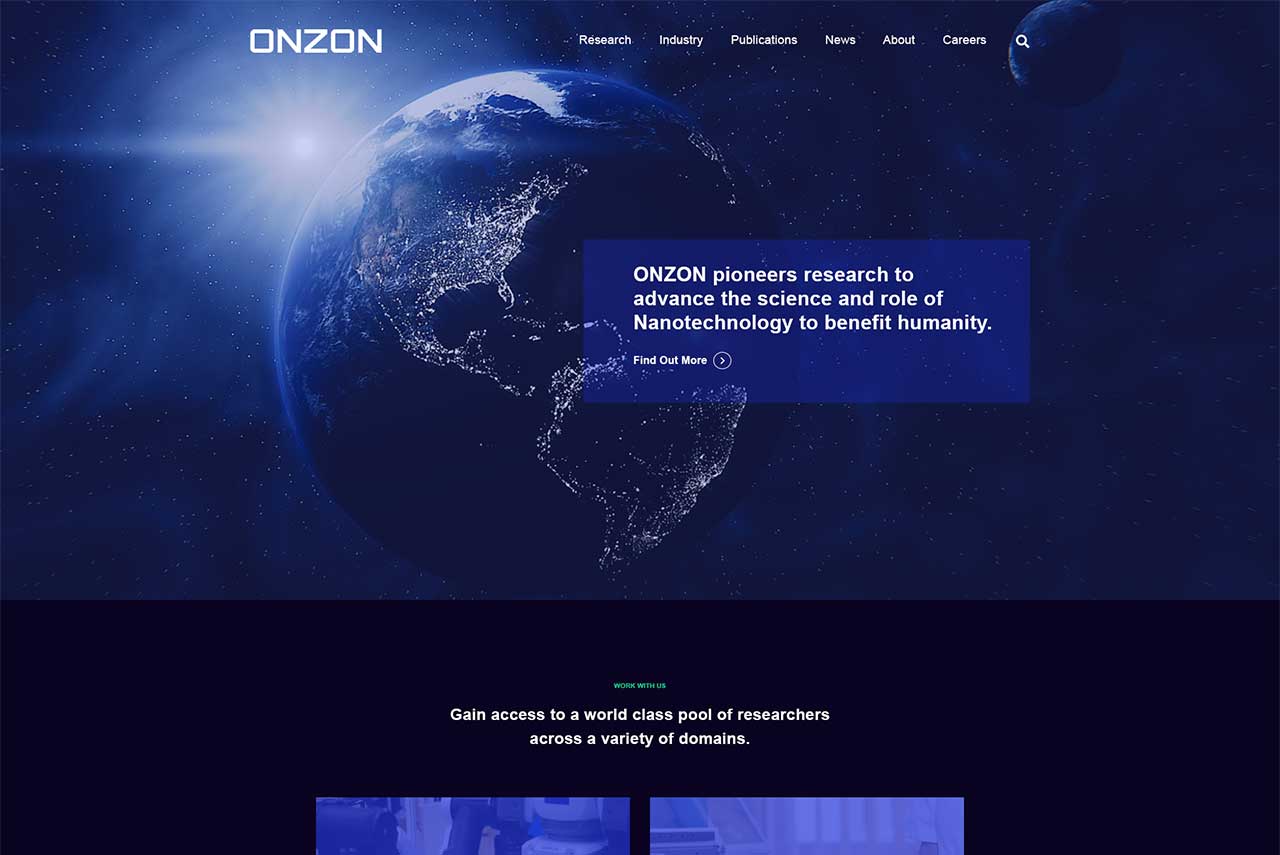 ONZON
Research Industry Publications News About Careers
ONZON pioneers research to
advance the science and role of
Nanotechnology to benefit humanity.
Find Out More
WORK WITH US
Gain access to a world class pool of researchers
across a variety of domains.